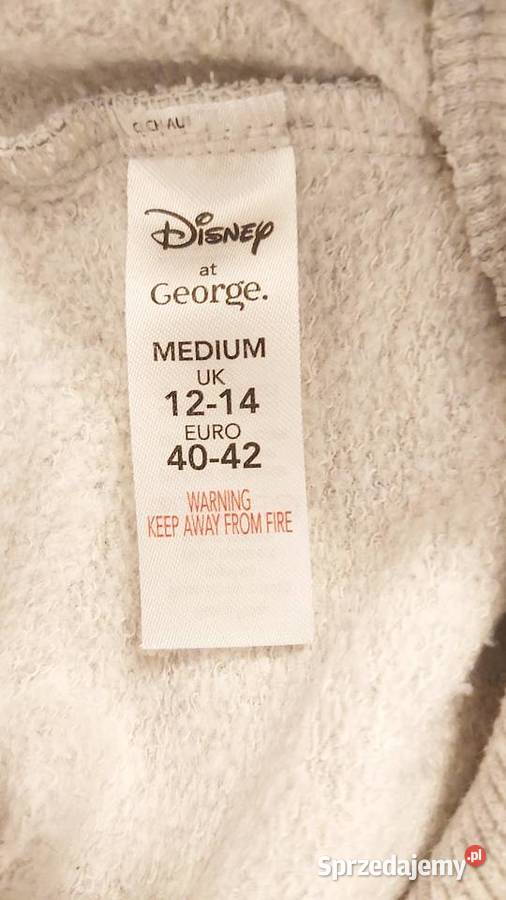 Disney
at
George.
MEDIUM
UK
12-14
EURO
40-42
WARNING
KEEP AWAY FROM FIRE
Sprzedajemy.pl